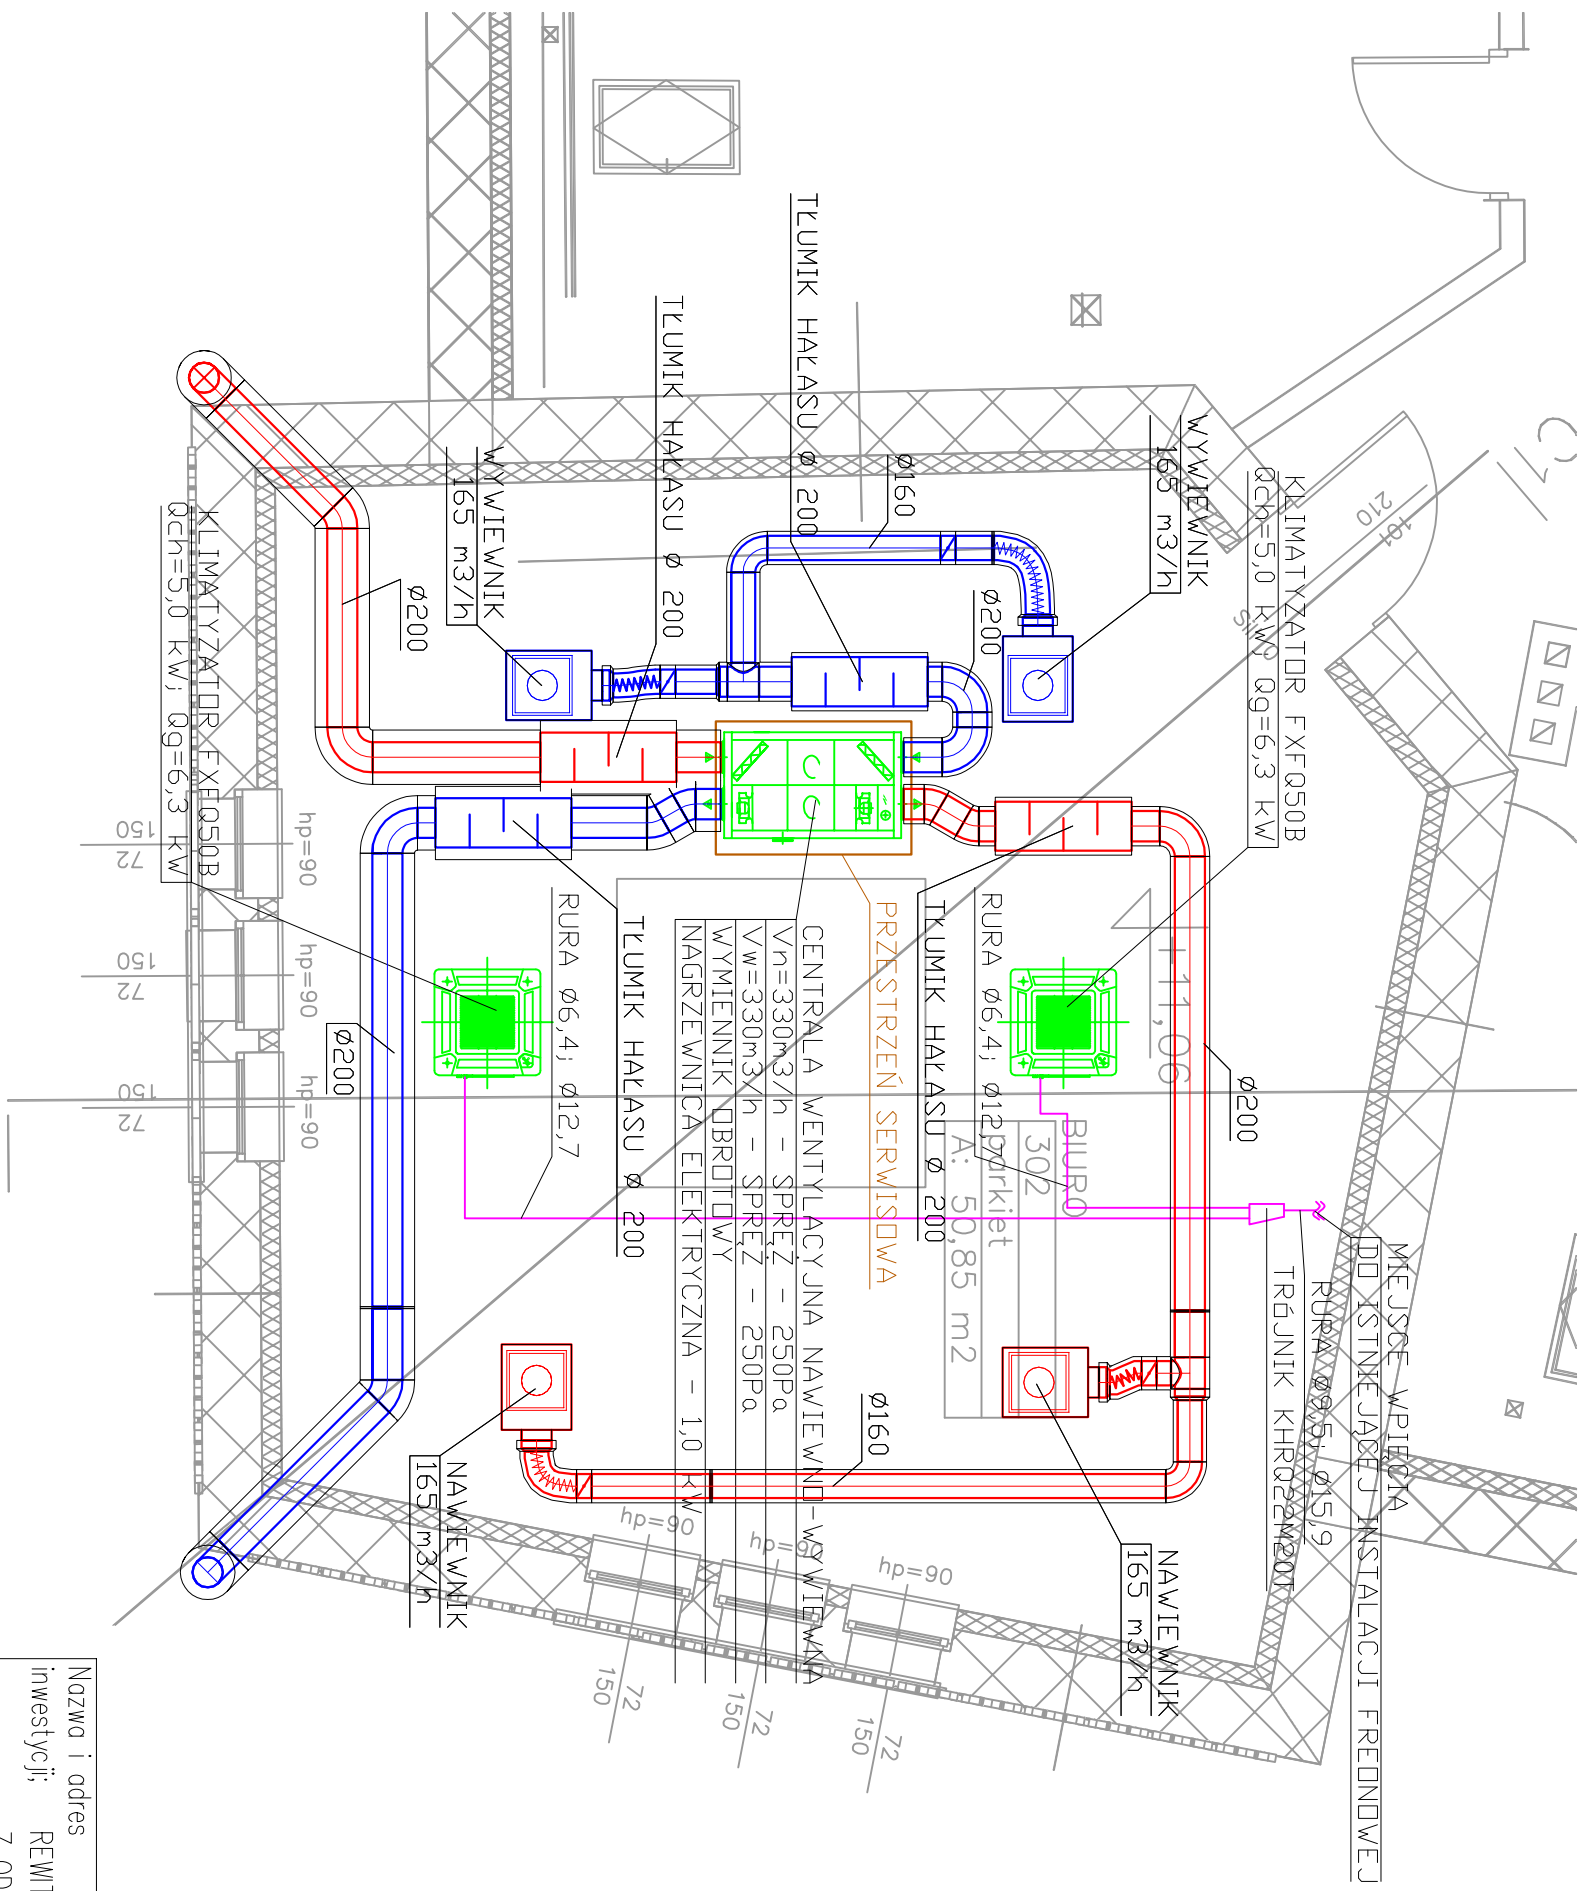 TŁUMIK HAŁASU ø 200
TŁUMIK HAŁASU ø 200
WYWIEWNIK
165 m3/h
WYWIEWNIK
165 m3/h
KLIMATYZATOR FXFQ50B
Qch=5,0 kW; Qg=6,3 kW
KLIMATYZATOR FXFQ50B
Qch=5,0 kW; Qg=6,3 kW
ø160
ø200
ø200
C1/
101
210
hp=90
150
72
hp=90
150
72
hp=90
150
72
RURA ø6,4; ø12,7
RURA ø6,4; ø12,7
TŁUMIK HAŁASU ø 200
TŁUMIK HAŁASU ø 200
PRZESTRZEŃ SERWISOWA
CENTRALA WENTYLACYJNA NAWIEWNO-WYWIEWNA
Vn=330m3/h - SPRĘŻ - 250Pa
Vw=330m3/h - SPRĘŻ - 250Pa
WYMIENNIK OBROTOWY
NAGRZEWNICA ELEKTRYCZNA - 1,0 kW
+11,06
BIURO
302
parkiet
A: 50,85 m2
ø200
ø200
ø160
MIEJSCE WPIĘCIA
DO ISTNIEJĄCEJ INSTALACJI FREONOWEJ
RURA ø9,5; ø15,9
TRÓJNIK KHRQ22M20T
NAWIEWNIK
165 m3/h
NAWIEWNIK
165 m3/h
hp=90
72
150
hp=90
72
150
hp=90
72
150
Nazwa i adres
inwestycji: